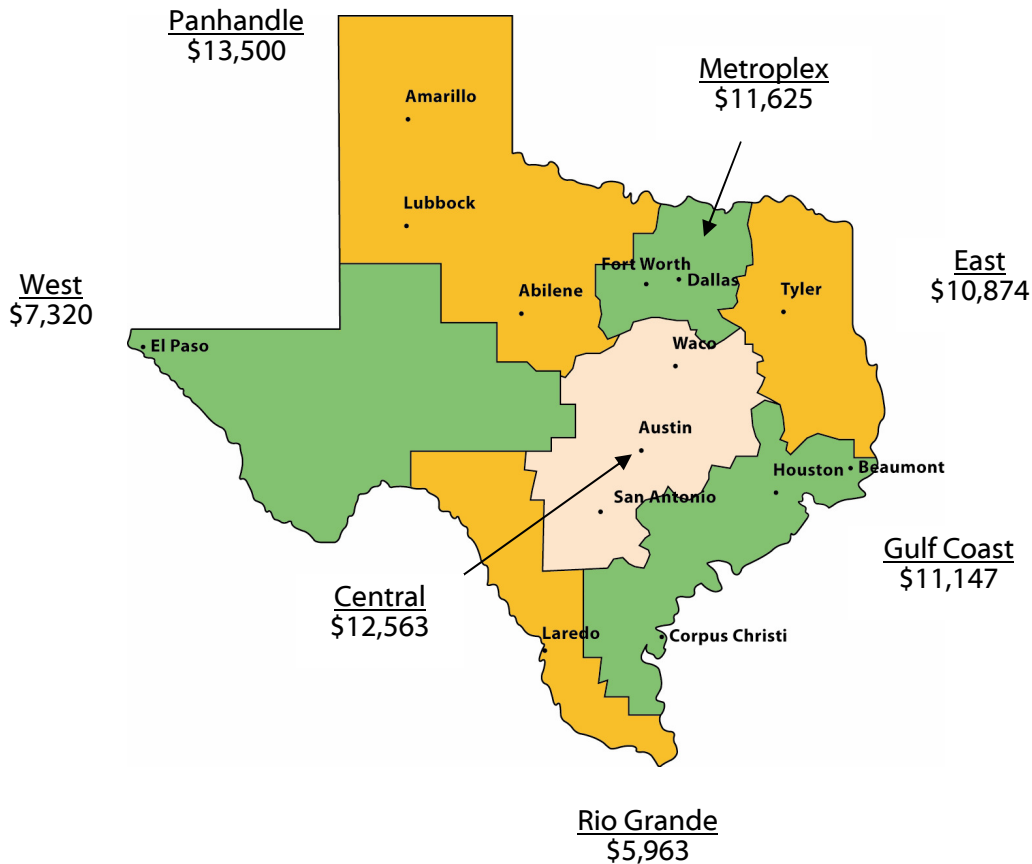 Panhandle
$13,500
Metroplex
$11,625
Amarillo
Lubbock
Fort Worth
Dallas
East
$10,874
West
$7,320
Abilene
Tyler
El Paso
Waco
Austin
Houston
Beaumont
San Antonio
Gulf Coast
$11,147
Central
$12,563
Laredo
Corpus Christi
Rio Grande
$5,963